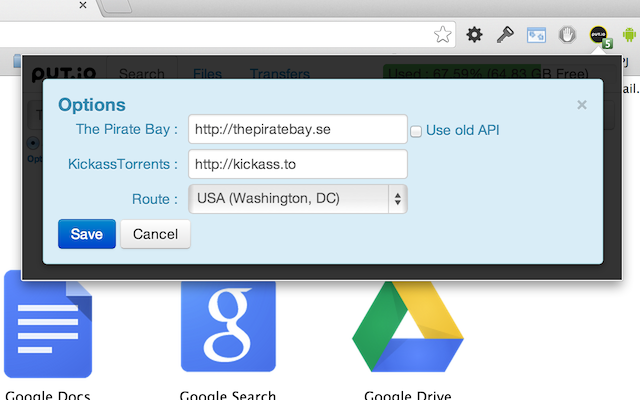 put.io
5
Search Files Transfers Used : 67.59% (64.83 GB Free)
PJ
ail.
Options ×
The Pirate Bay : http://thepiratebay.se Use old API
KickassTorrents : http://kickass.to
Route : USA (Washington, DC)
Save Cancel
Google Docs Google Search Google Drive